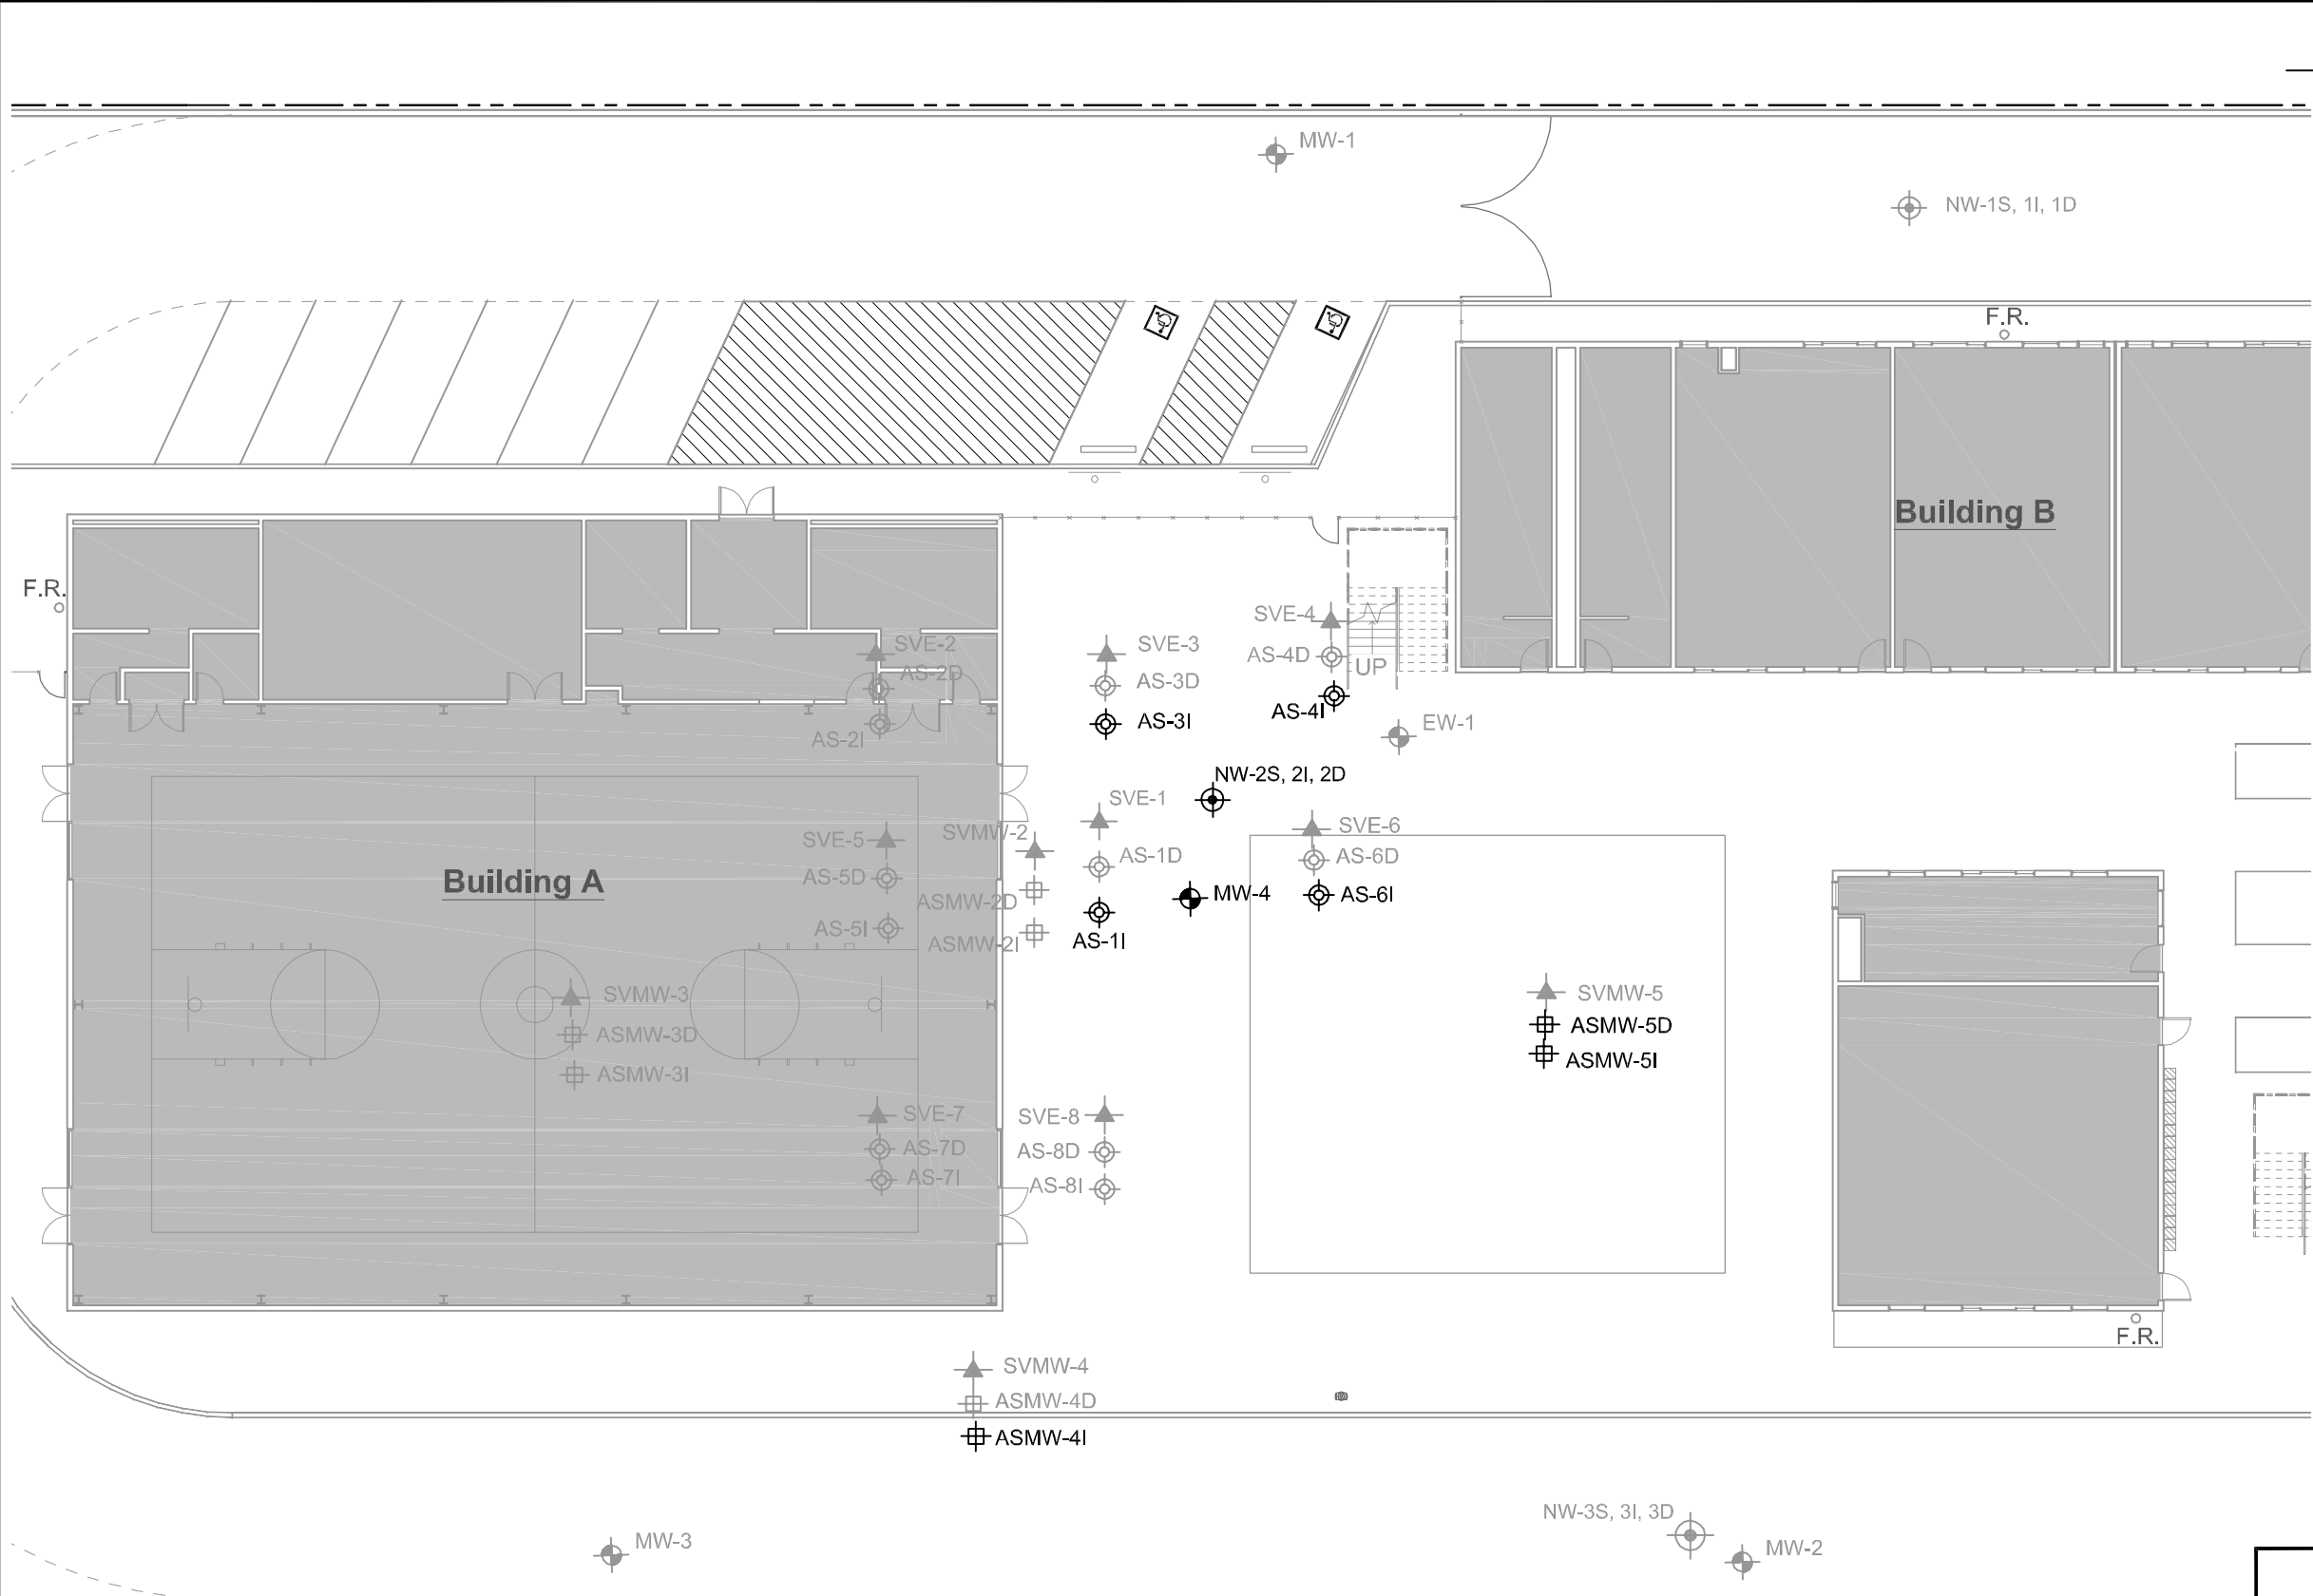 MW-1
NW-1S, 1I, 1D
F.R.
Building B
F.R.
SVE-4
SVE-2
SVE-3
AS-4D
UP
AS-2D
AS-3D
AS-4I
AS-3I
EW-1
AS-2I
NW-2S, 2I, 2D
SVE-1
SVE-6
SVE-5
SVMW-2
AS-1D
AS-6D
Building A
AS-5D
MW-4
AS-6I
ASMW-2D
AS-5I
AS-1I
ASMW-2I
SVMW-3
SVMW-5
ASMW-5D
ASMW-3D
ASMW-5I
ASMW-3I
SVE-7
SVE-8
AS-7D
AS-8D
AS-7I
AS-8I
F.R.
SVMW-4
ASMW-4D
ASMW-4I
NW-3S, 3I, 3D
MW-3
MW-2